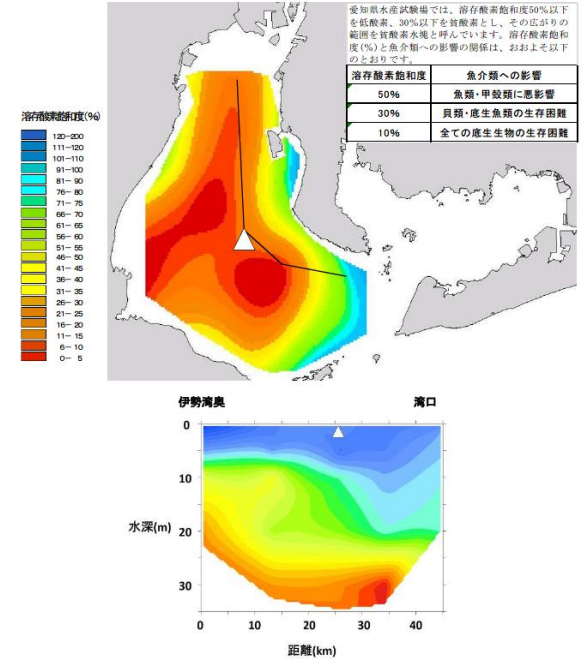 愛知県水産試験場では、溶存酸素飽和度50%以下
を低酸素、30%以下を貧酸素とし、その広がりの
範囲を貧酸素水塊と呼んでいます。溶存酸素飽和
度(%)と魚介類への影響の関係は、おおよそ以下
のとおりです。
溶存酸素飽和度 魚介類への影響
50% 魚類・甲殻類に悪影響
30% 貝類・底生魚類の生存困難
10% 全ての底生生物の生存困難
溶存酸素飽和度(%)
120-200
111-120
101-110
91-100
81- 90
76- 80
71- 75
66- 70
61- 65
56- 60
51- 55
46- 50
41- 45
36- 40
31- 35
26- 30
21- 25
16- 20
11- 15
6- 10
0- 5
伊勢湾奥 湾口
0
10
20
30
水深(m)
0 10 20 30 40
距離(km)